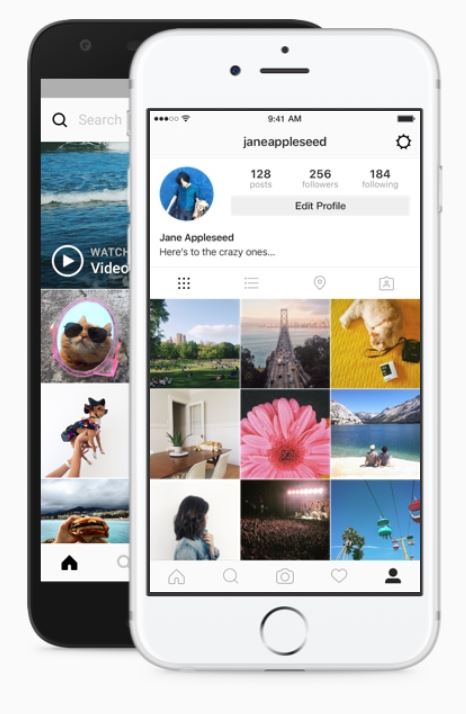 Search
WATCH
Video
9:41 AM
janeappleseed
128 256 184
posts followers following
Edit Profile
Jane Appleseed
Here's to the crazy ones...